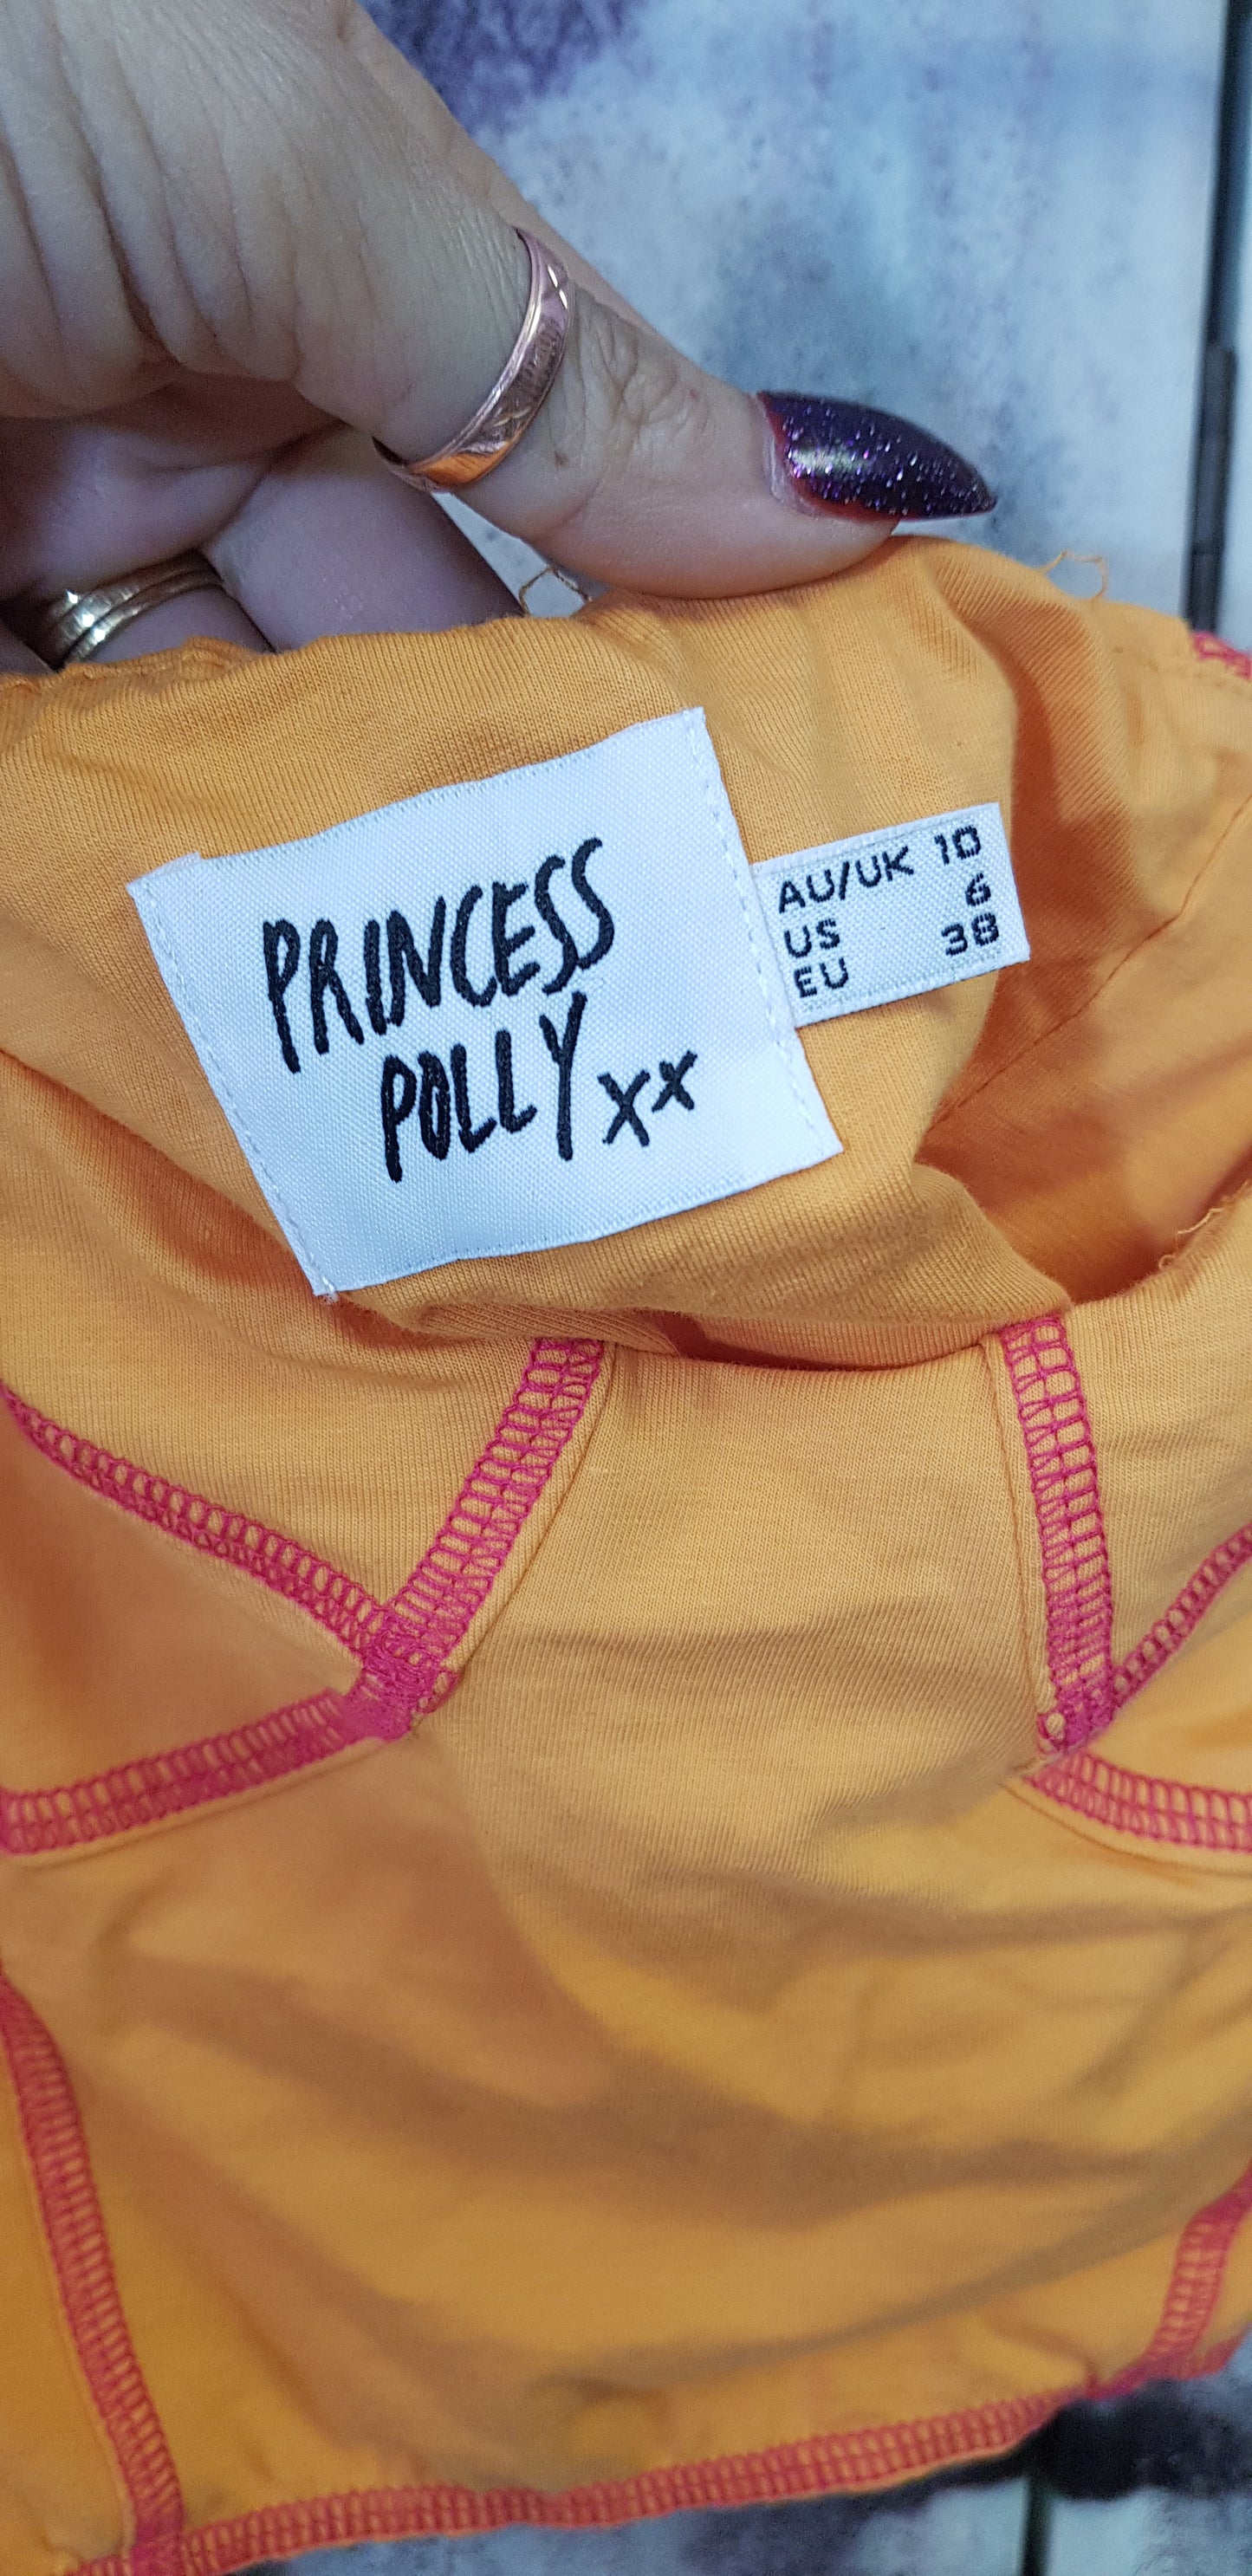 PRINCESS
POLLY xx
AU/UK 10
US 6
EU 38